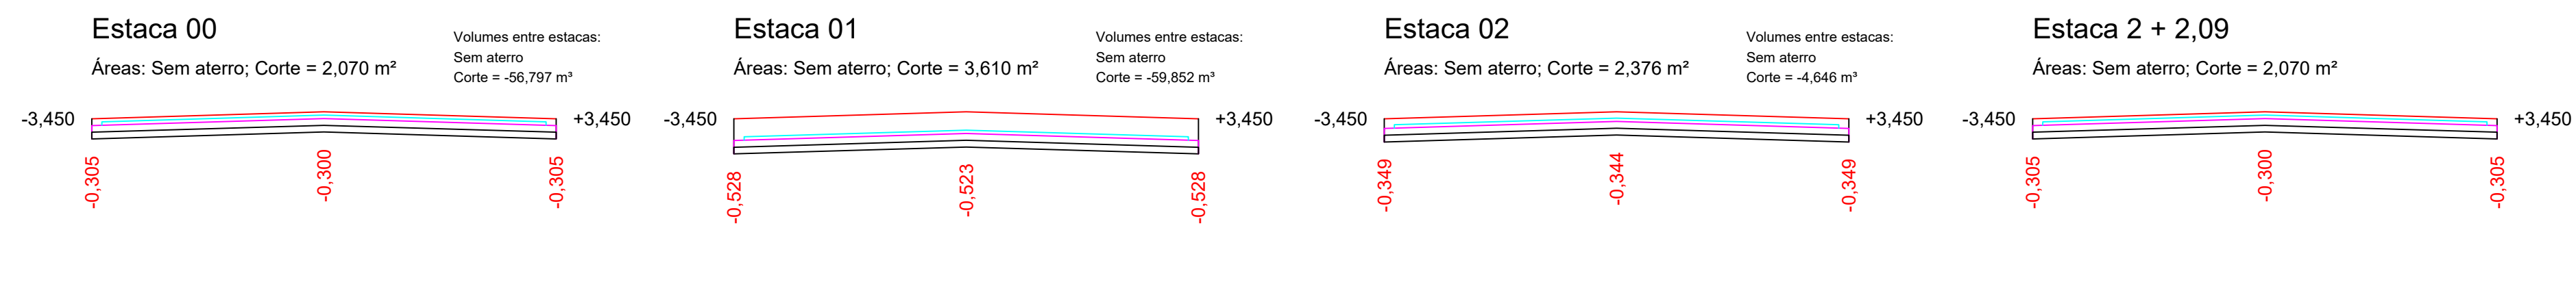 Estaca 00
Volumes entre estacas:
Sem aterro
Áreas: Sem aterro; Corte = 2,070 m²
Corte = -56,797 m³
-3,450
+3,450
-0,305
-0,300
-0,305
Estaca 01
Volumes entre estacas:
Sem aterro
Áreas: Sem aterro; Corte = 3,610 m²
Corte = -59,852 m³
-3,450
+3,450
-0,528
-0,523
-0,528
Estaca 02
Volumes entre estacas:
Sem aterro
Áreas: Sem aterro; Corte = 2,376 m²
Corte = -4,646 m³
-3,450
+3,450
-0,349
-0,344
-0,349
Estaca 2 + 2,09
Áreas: Sem aterro; Corte = 2,070 m²
-3,450
+3,450
-0,305
-0,300
-0,305